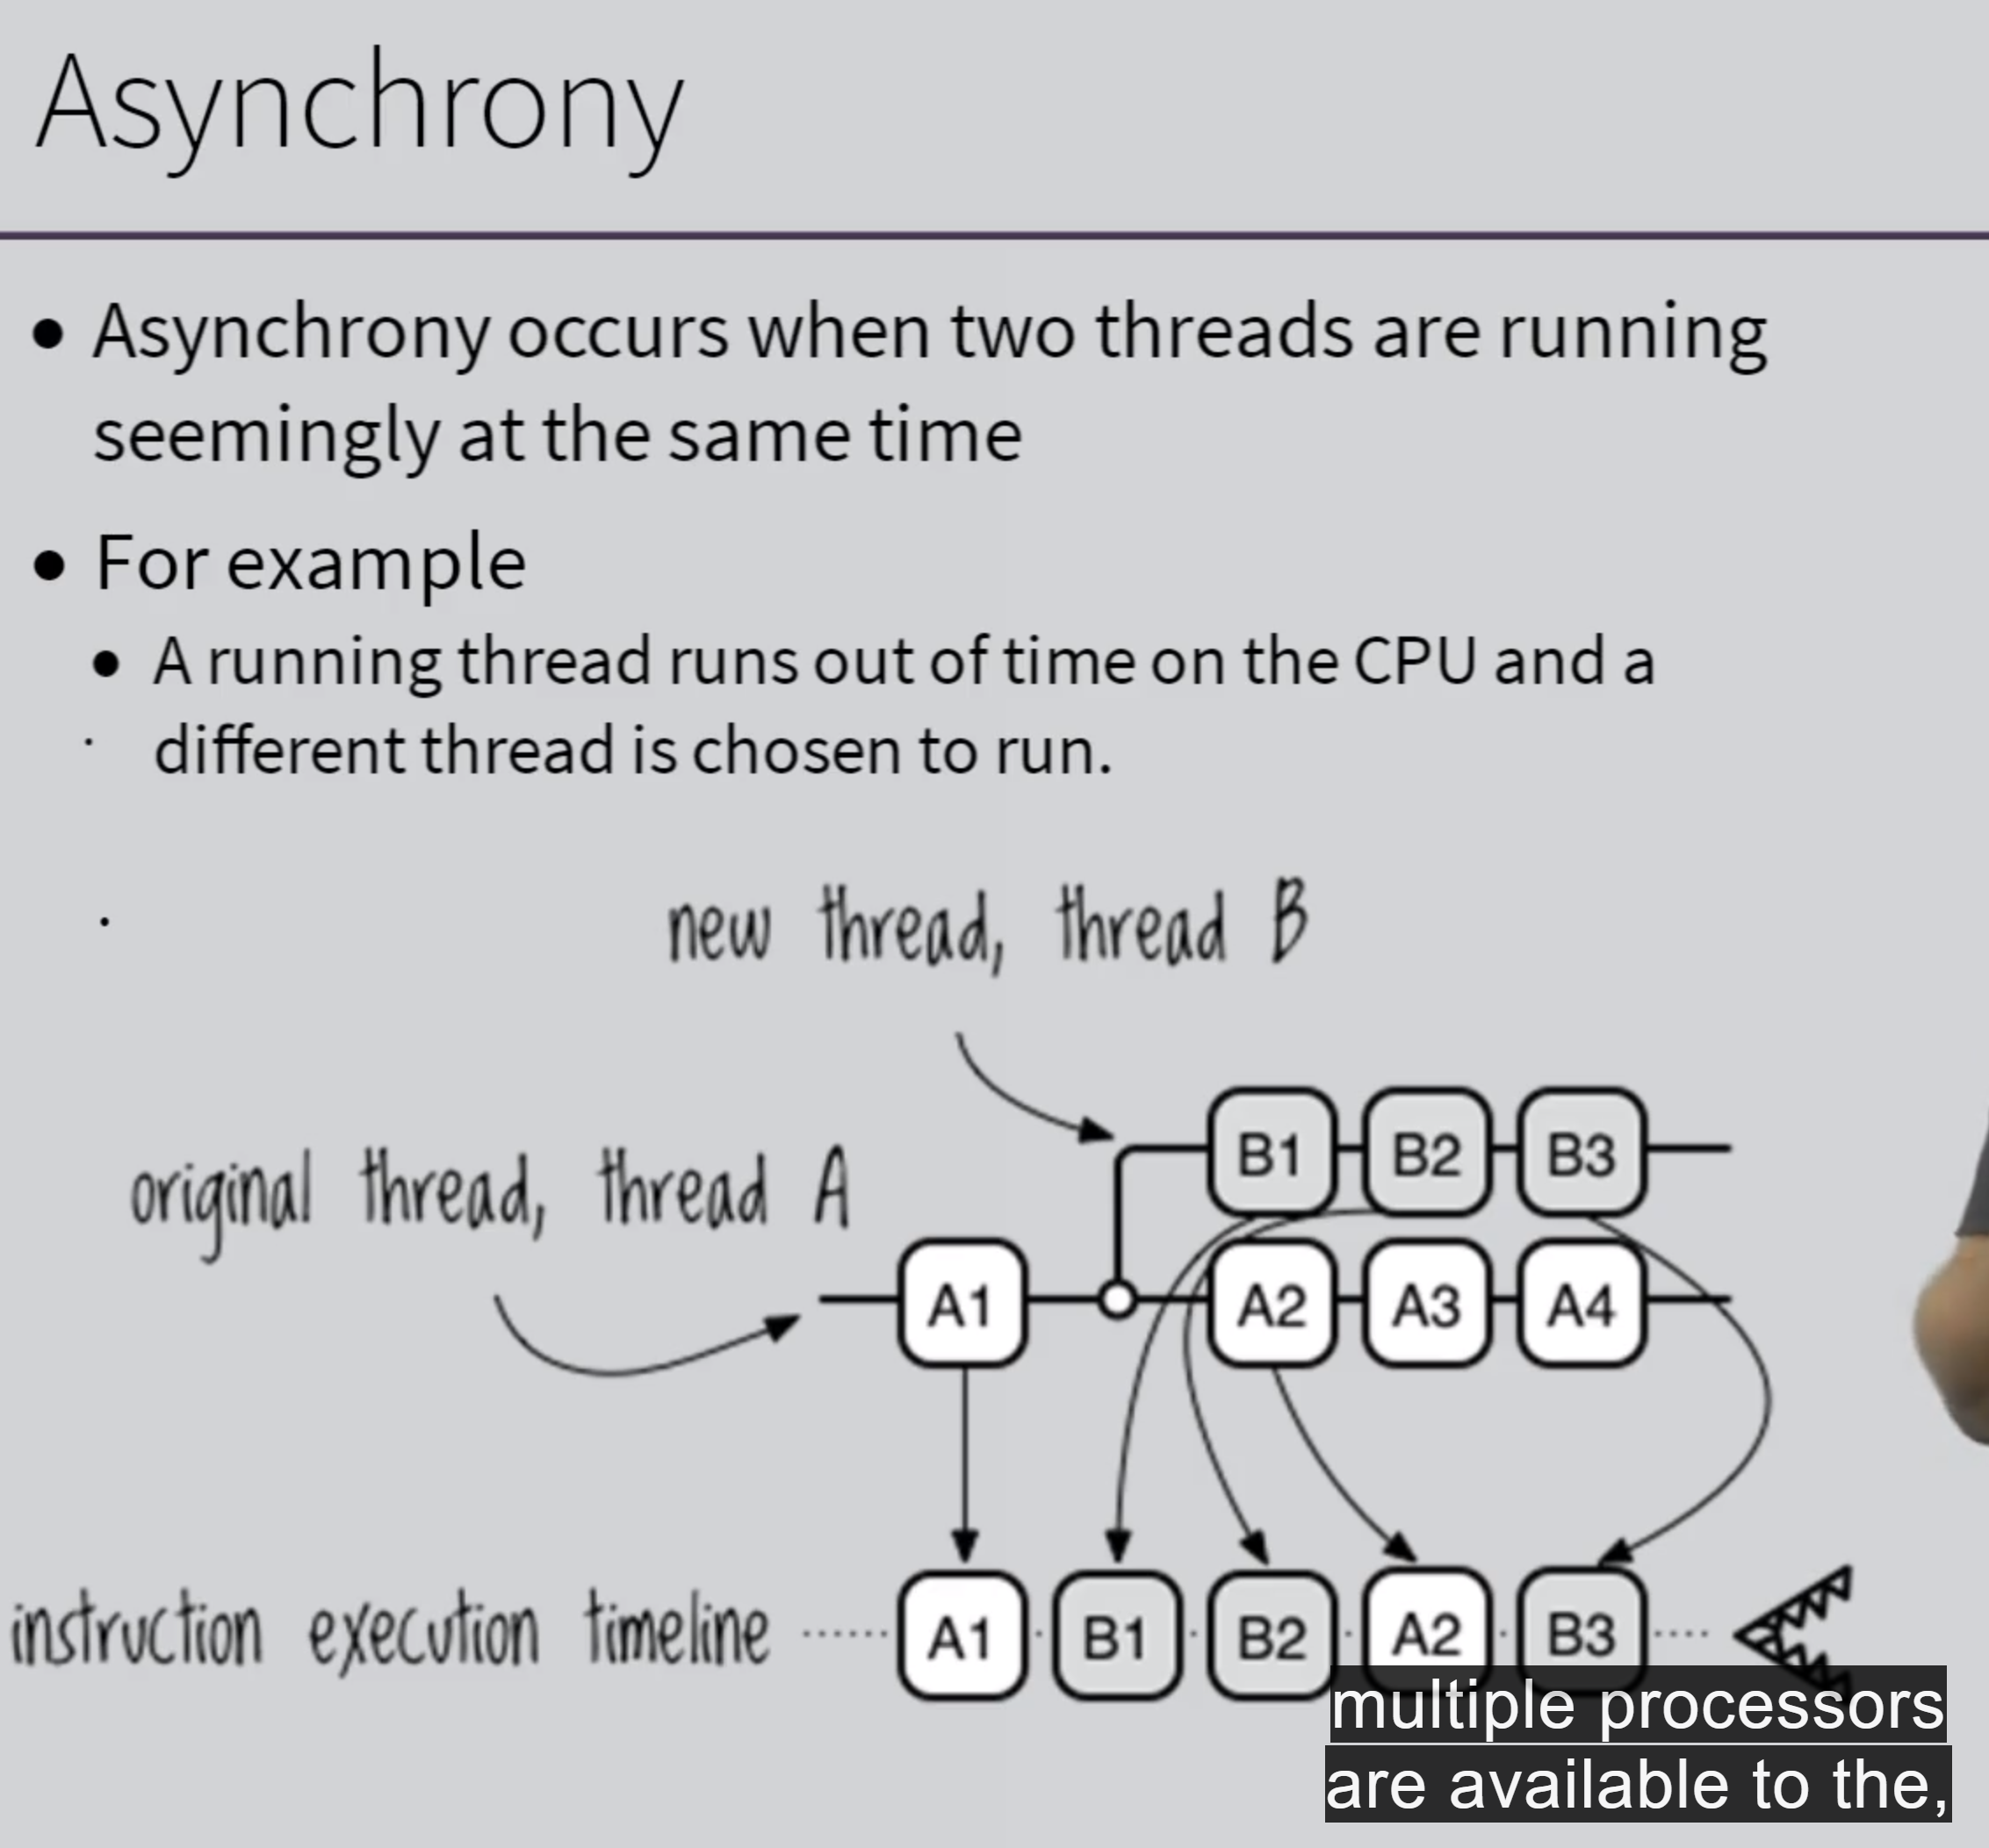 Asynchrony
• Asynchrony occurs when two threads are running
seemingly at the same time
• For example
• A running thread runs out of time on the CPU and a
different thread is chosen to run.
new thread, thread B
B1 B2 B3
original thread, thread A
A1 A2 A3 A4
instruction execution timeline A1 B1 B2 A2 B3
multiple processors
are available to the,